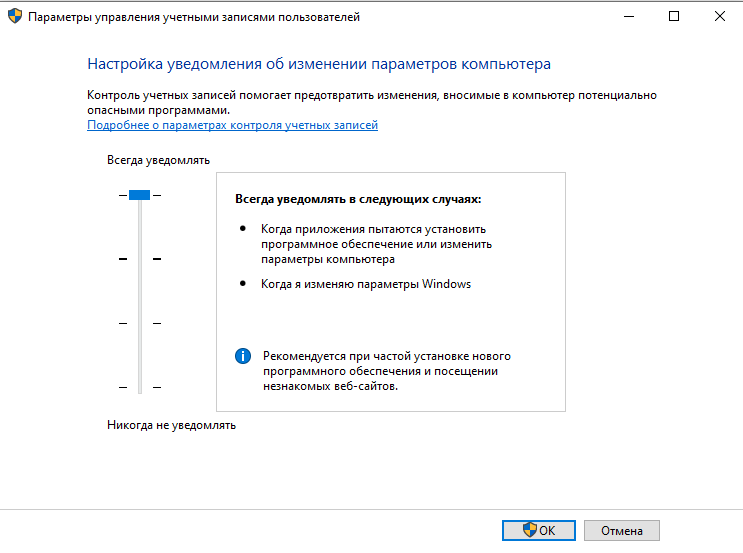 Параметры управления учетными записями пользователей
Настройка уведомления об изменении параметров компьютера
Контроль учетных записей помогает предотвратить изменения, вносимые в компьютер потенциально
опасными программами.
Подробнее о параметрах контроля учетных записей
Всегда уведомлять
Всегда уведомлять в следующих случаях:
Когда приложения пытаются установить
программное обеспечение или изменить
параметры компьютера
Когда я изменяю параметры Windows
Рекомендуется при частой установке нового
программного обеспечения и посещении
незнакомых веб-сайтов.
Никогда не уведомлять
ОК
Отмена